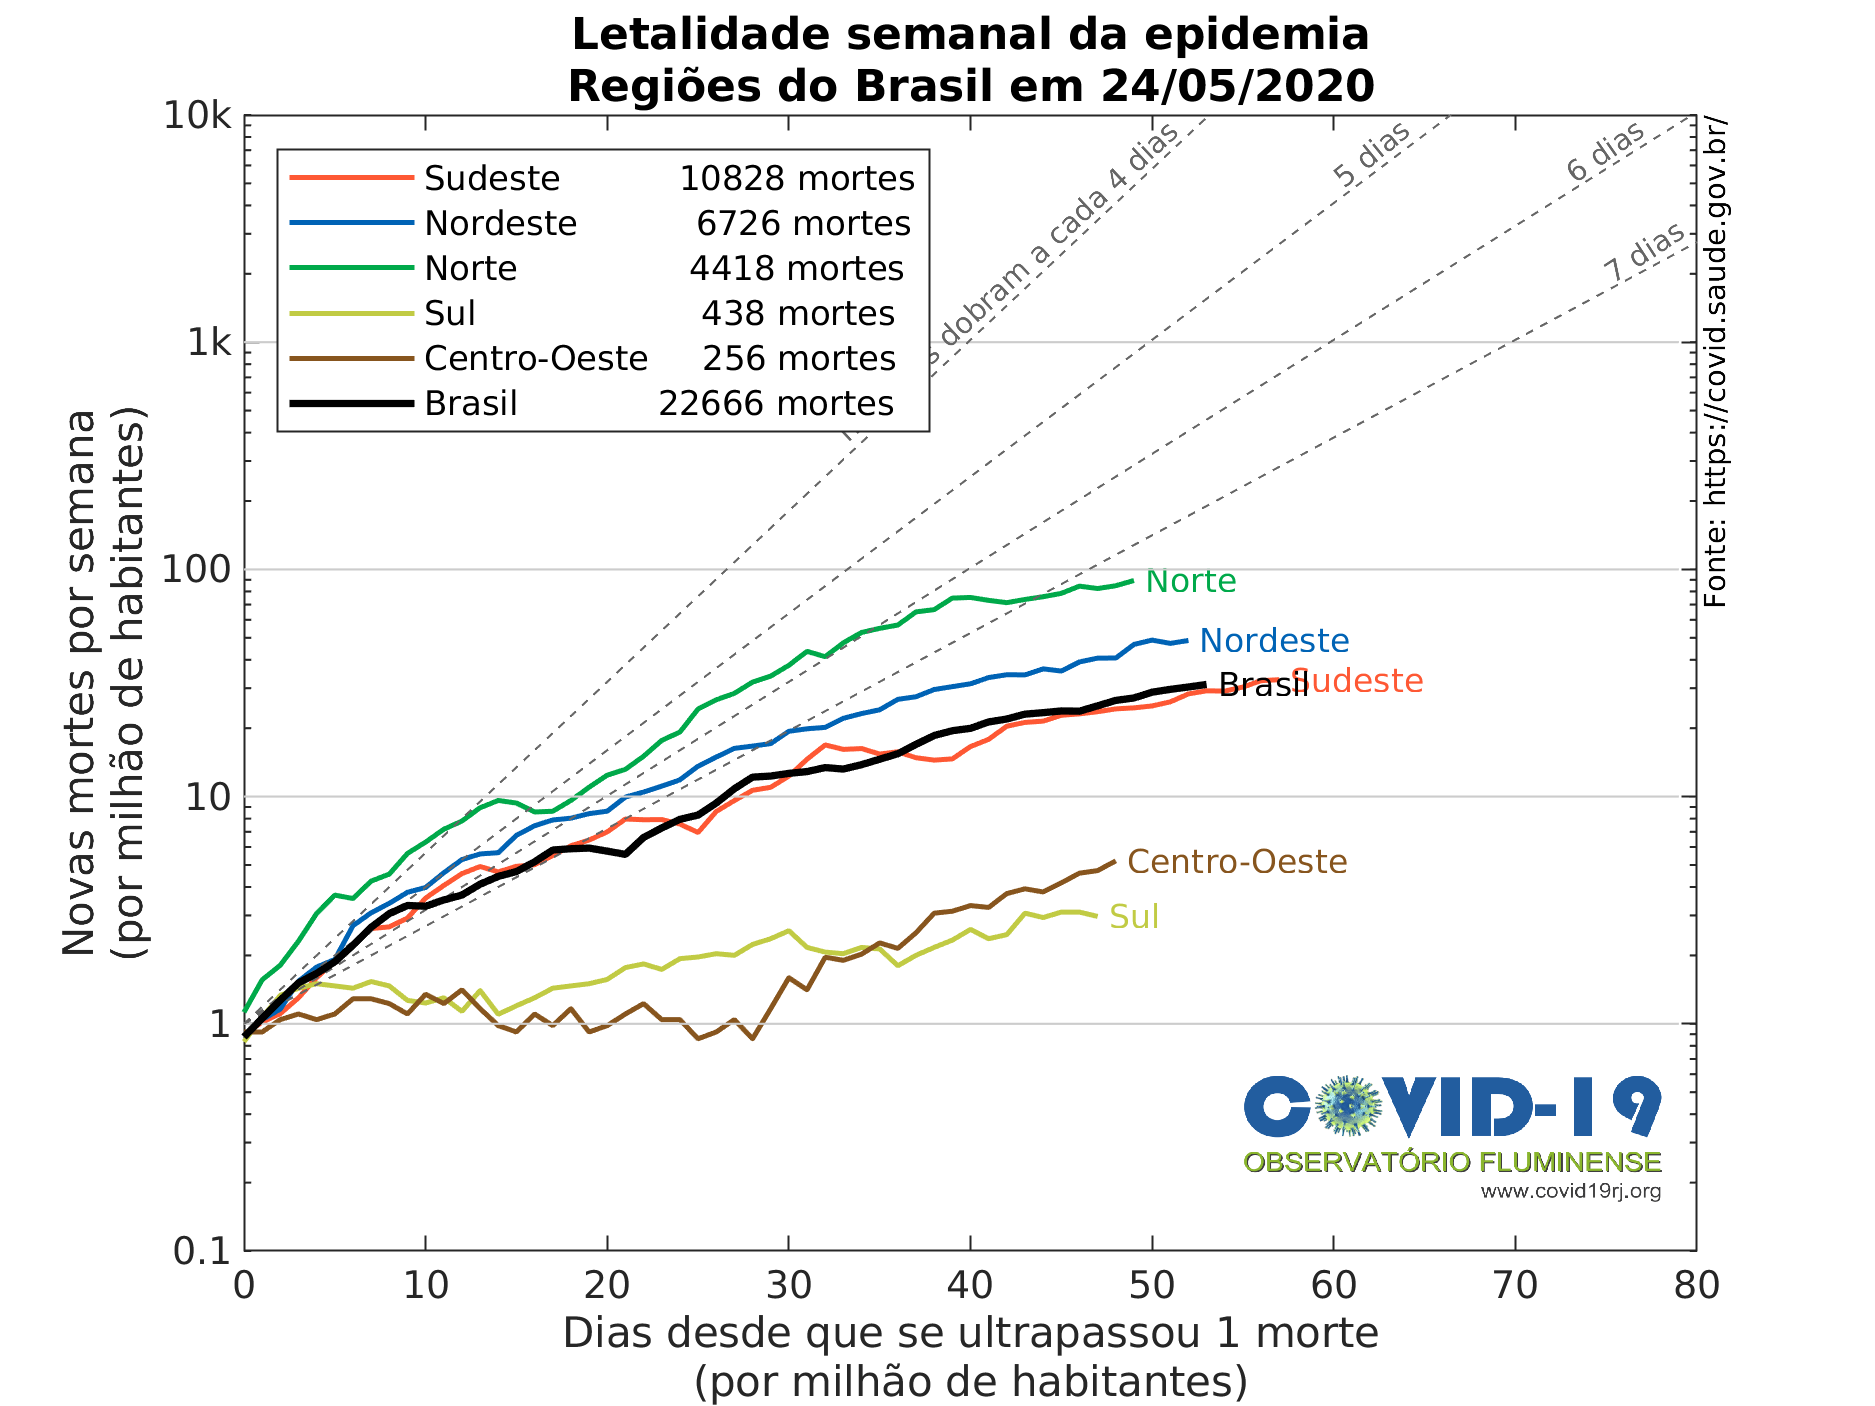 Letalidade semanal da epidemia
Regiões do Brasil em 24/05/2020
10k
1k
100
10
1
0.1
Novas mortes por semana
(por milhão de habitantes)
Sudeste 10828 mortes
Nordeste 6726 mortes
Norte 4418 mortes
Sul 438 mortes
Centro-Oeste 256 mortes
Brasil 22666 mortes
dobram a cada 4 dias
5 dias
6 dias
7 dias
Fonte: https://covid.saude.gov.br/
Norte
Nordeste
Brasil
Sudeste
Centro-Oeste
Sul
COVID-19
OBSERVATÓRIO FLUMINENSE
www.covid19rj.org
0 10 20 30 40 50 60 70 80
Dias desde que se ultrapassou 1 morte
(por milhão de habitantes)